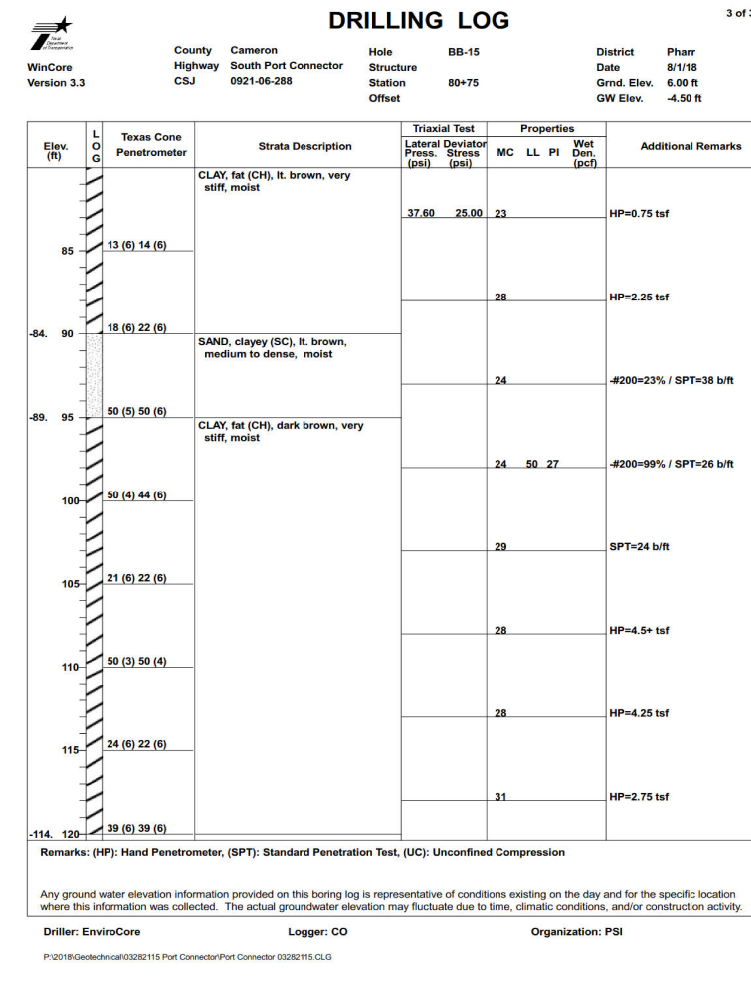 DRILLING LOG
3 of 3
Texas
Department
of Transportation
WinCore
Version 3.3
County Cameron
Highway South Port Connector
CSJ 0921-06-288
Hole BB-15
Structure
Station 80+75
Offset
District Pharr
Date 8/1/18
Grnd. Elev. 6.00 ft
GW Elev. -4.50 ft
Elev. (ft)
LOG
Texas Cone Penetrometer
Strata Description
Triaxial Test
Lateral Press. (psi)
Deviator Stress (psi)
Properties
MC LL PI Wet Den. (pcf)
Additional Remarks
CLAY, fat (CH), lt. brown, very
stiff, moist
37.60 25.00 23 HP=0.75 tsf
85 13 (6) 14 (6)
28 HP=2.25 tsf
-84. 90 18 (6) 22 (6)
SAND, clayey (SC), lt. brown,
medium to dense, moist
24 -#200=23% / SPT=38 b/ft
-89. 95 50 (5) 50 (6)
CLAY, fat (CH), dark brown, very
stiff, moist
24 50 27 -#200=99% / SPT=26 b/ft
100 50 (4) 44 (6)
29 SPT=24 b/ft
105 21 (6) 22 (6)
28 HP=4.5+ tsf
110 50 (3) 50 (4)
28 HP=4.25 tsf
115 24 (6) 22 (6)
31 HP=2.75 tsf
-114. 120 39 (6) 39 (6)
Remarks: (HP): Hand Penetrometer, (SPT): Standard Penetration Test, (UC): Unconfined Compression
Any ground water elevation information provided on this boring log is representative of conditions existing on the day and for the specific location
where this information was collected. The actual groundwater elevation may fluctuate due to time, climatic conditions, and/or construction activity.
Driller: EnviroCore Logger: CO Organization: PSI
P:\2018\Geotechnical\03282115 Port Connector\Port Connector 03282115.CLG